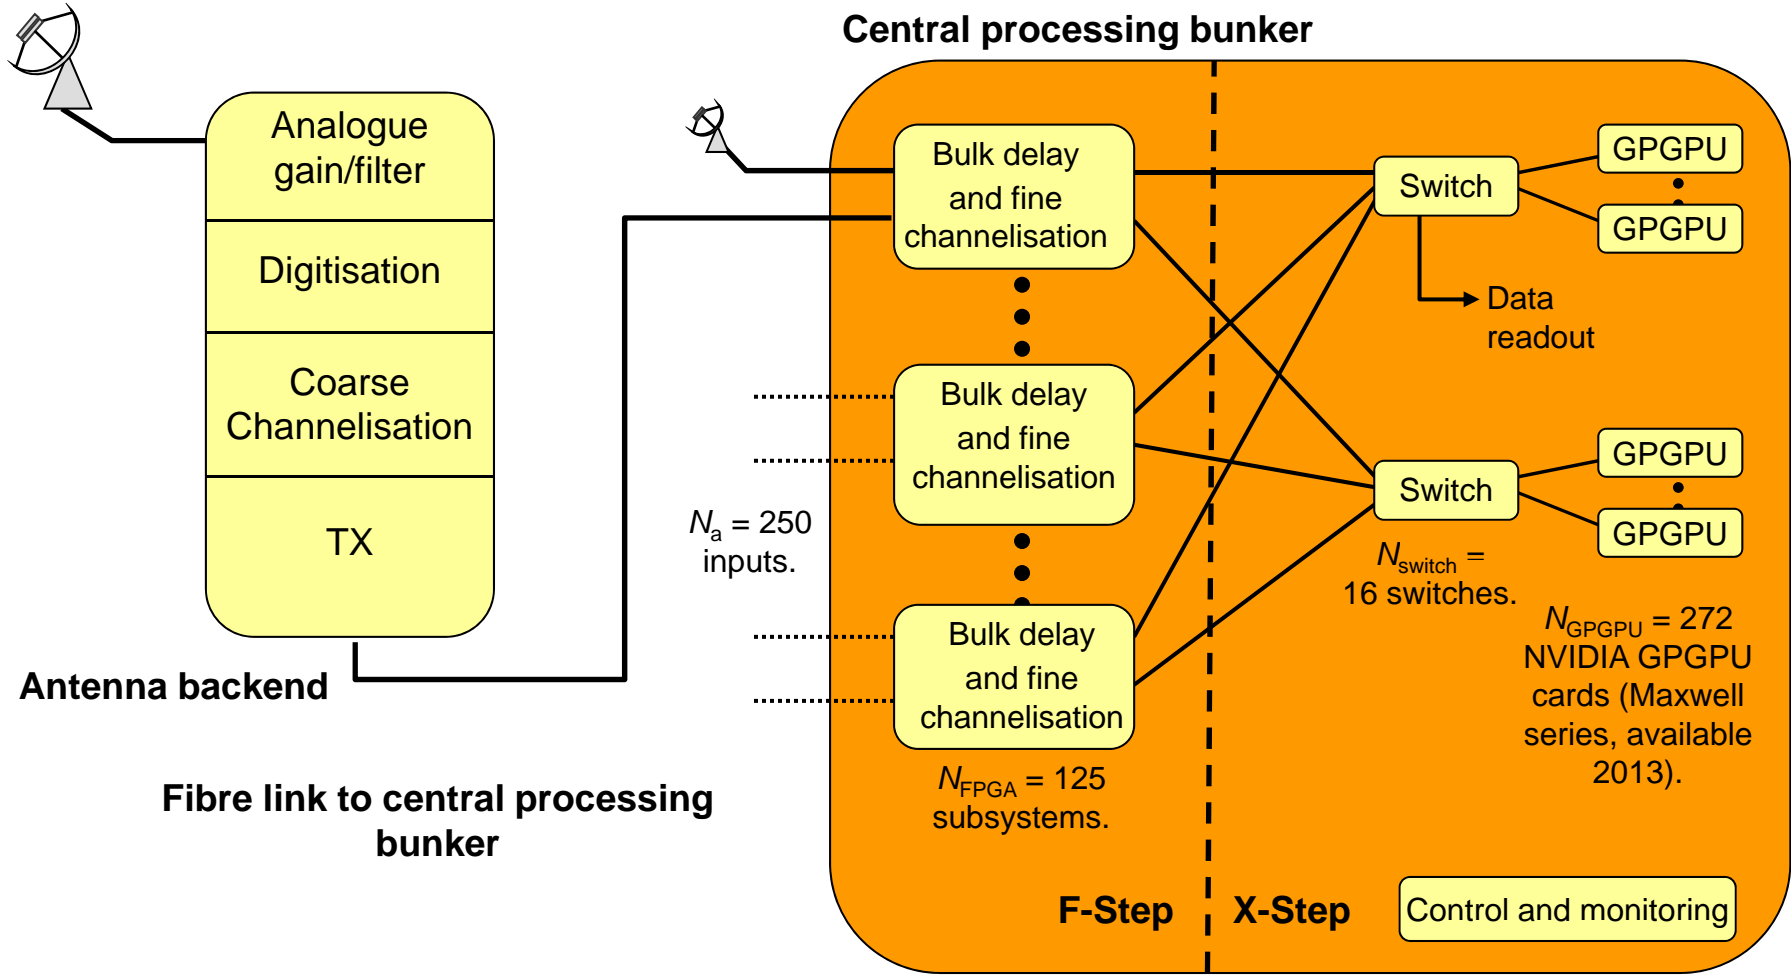 Central processing bunker
Analogue
gain/filter
Digitisation
Coarse
Channelisation
TX
Antenna backend
Fibre link to central processing
bunker
Bulk delay
and fine
channelisation
Bulk delay
and fine
channelisation
Bulk delay
and fine
channelisation
Na = 250
inputs.
NFPGA = 125
subsystems.
Switch
GPGPU
GPGPU
Data
readout
Switch
GPGPU
GPGPU
Nswitch =
16 switches.
NGPGPU = 272
NVIDIA GPGPU
cards (Maxwell
series, available
2013).
F-Step
X-Step
Control and monitoring